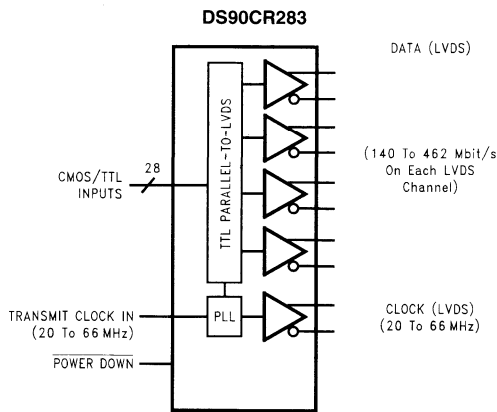 DS90CR283
DATA (LVDS)
TTL PARALLEL-TO-LVDS
28
CMOS/TTL
INPUTS
(140 To 462 Mbit/s
On Each LVDS
Channel)
TRANSMIT CLOCK IN
(20 To 66 MHz)
PLL
CLOCK (LVDS)
(20 To 66 MHz)
POWER DOWN